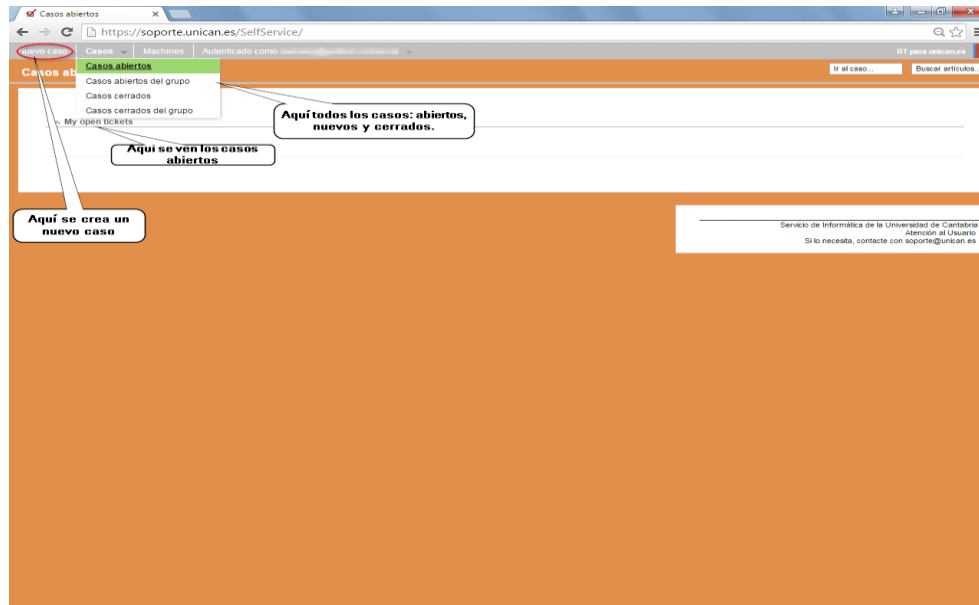 Casos abiertos
https://soporte.unican.es/SelfService/
nuevo caso Casos Machines Autenticado como
RT para unican.es
Casos ab
Ir al caso... Buscar artículos..
Casos abiertos
Casos abiertos del grupo
Casos cerrados
Casos cerrados del grupo
My open tickets
Aquí todos los casos: abiertos,
nuevos y cerrados.
Aqui se ven los casos
abiertos
Aquí se crea un
nuevo caso
Servicio de Informática de la Universidad de Cantabria
Atención al Usuario
Si lo necesita, contacte con soporte@unican.es